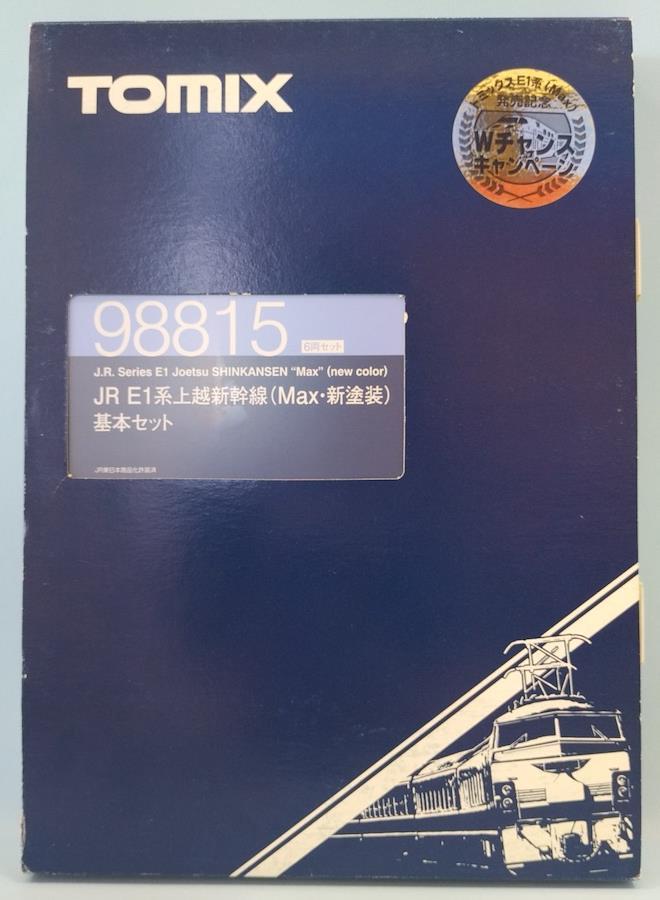 TOMIX
トミックスE1系(Max)
発売記念
Wチャンス
キャンペーン
98815
6両セット
J.R. Series E1 Joetsu SHINKANSEN “Max” (new color)
JR E1系上越新幹線(Max・新塗装)
基本セット
JR東日本商品化許諾済